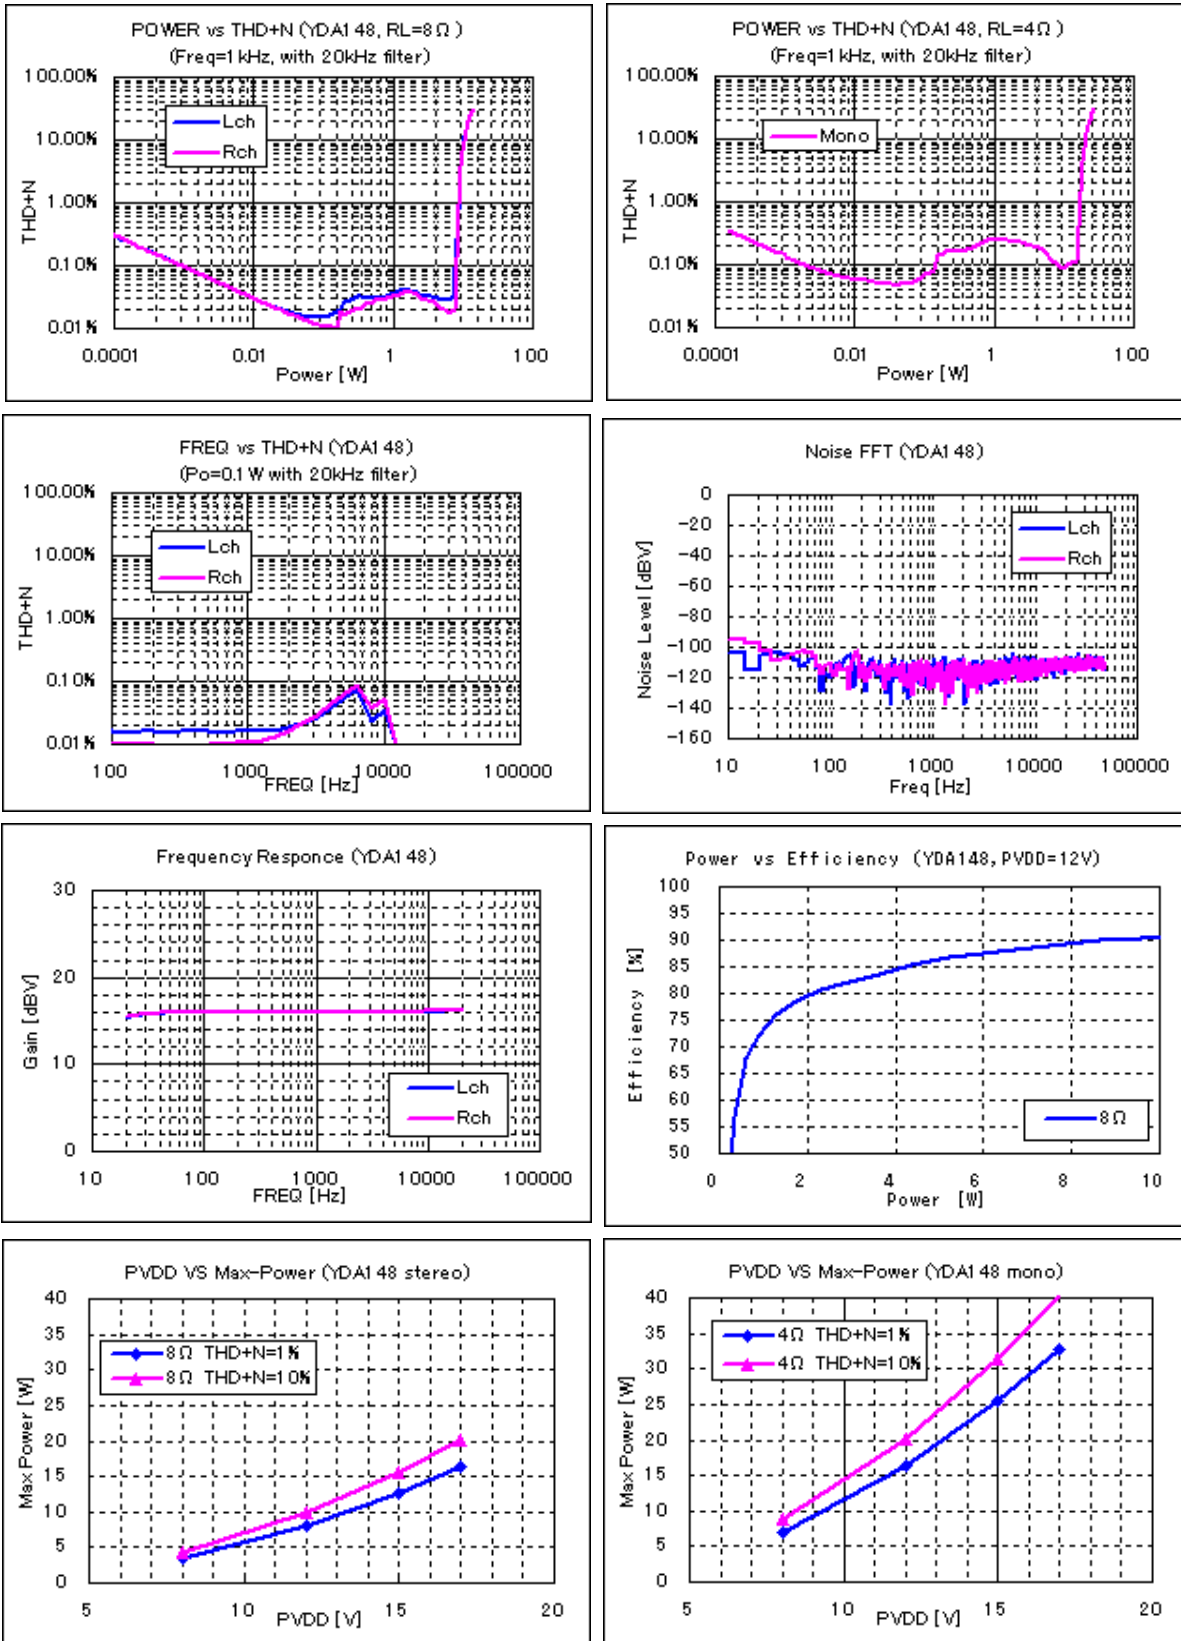 POWER vs THD+N (YDA148, RL=8Ω)
(Freq=1kHz, with 20kHz filter)
100.00%
10.00%
1.00%
0.10%
0.01%
THD+N
Lch
Rch
0.0001
0.01
1
100
Power [W]
POWER vs THD+N (YDA148, RL=4Ω)
(Freq=1kHz, with 20kHz filter)
100.00%
10.00%
1.00%
0.10%
0.01%
THD+N
Mono
0.0001
0.01
1
100
Power [W]
FREQ vs THD+N (YDA148)
(Po=0.1W with 20kHz filter)
100.00%
10.00%
1.00%
0.10%
0.01%
THD+N
Lch
Rch
100
1000
10000
100000
FREQ [Hz]
Noise FFT (YDA148)
0
-20
-40
-60
-80
-100
-120
-140
-160
Noise Level [dBV]
Lch
Rch
10
100
1000
10000
100000
Freq [Hz]
Frequency Responce (YDA148)
30
20
10
0
Gain [dBV]
Lch
Rch
10
100
1000
10000
100000
FREQ [Hz]
Power vs Efficiency (YDA148, PVDD=12V)
100
95
90
85
80
75
70
65
60
55
50
Efficiency [%]
8Ω
0
2
4
6
8
10
Power [W]
PVDD VS Max-Power (YDA148 stereo)
40
35
30
25
20
15
10
5
0
Max Power [W]
8Ω THD+N=1%
8Ω THD+N=10%
5
10
15
20
PVDD [V]
PVDD VS Max-Power (YDA148 mono)
40
35
30
25
20
15
10
5
0
Max Power [W]
4Ω THD+N=1%
4Ω THD+N=10%
5
10
15
20
PVDD [V]